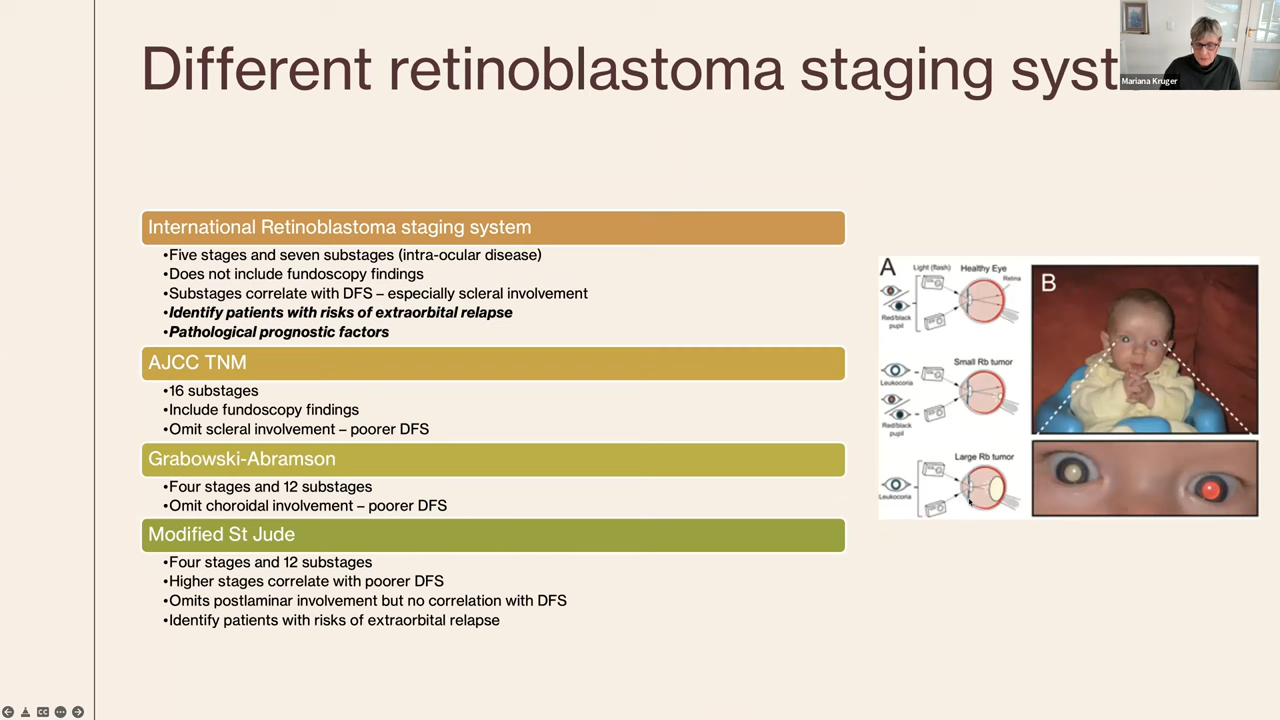 Different retinoblastoma staging syst
Mariana Kruger
International Retinoblastoma staging system
•Five stages and seven substages (intra-ocular disease)
•Does not include fundoscopy findings
•Substages correlate with DFS – especially scleral involvement
•Identify patients with risks of extraorbital relapse
•Pathological prognostic factors
AJCC TNM
•16 substages
•Include fundoscopy findings
•Omit scleral involvement – poorer DFS
Grabowski-Abramson
•Four stages and 12 substages
•Omit choroidal involvement – poorer DFS
Modified St Jude
•Four stages and 12 substages
•Higher stages correlate with poorer DFS
•Omits postlaminar involvement but no correlation with DFS
•Identify patients with risks of extraorbital relapse
A
Light (flash)
Healthy Eye
Retina
Red/black
pupil
Small Rb tumor
Leukocoria
Red/black
pupil
Large Rb tumor
Leukocoria
B
CC